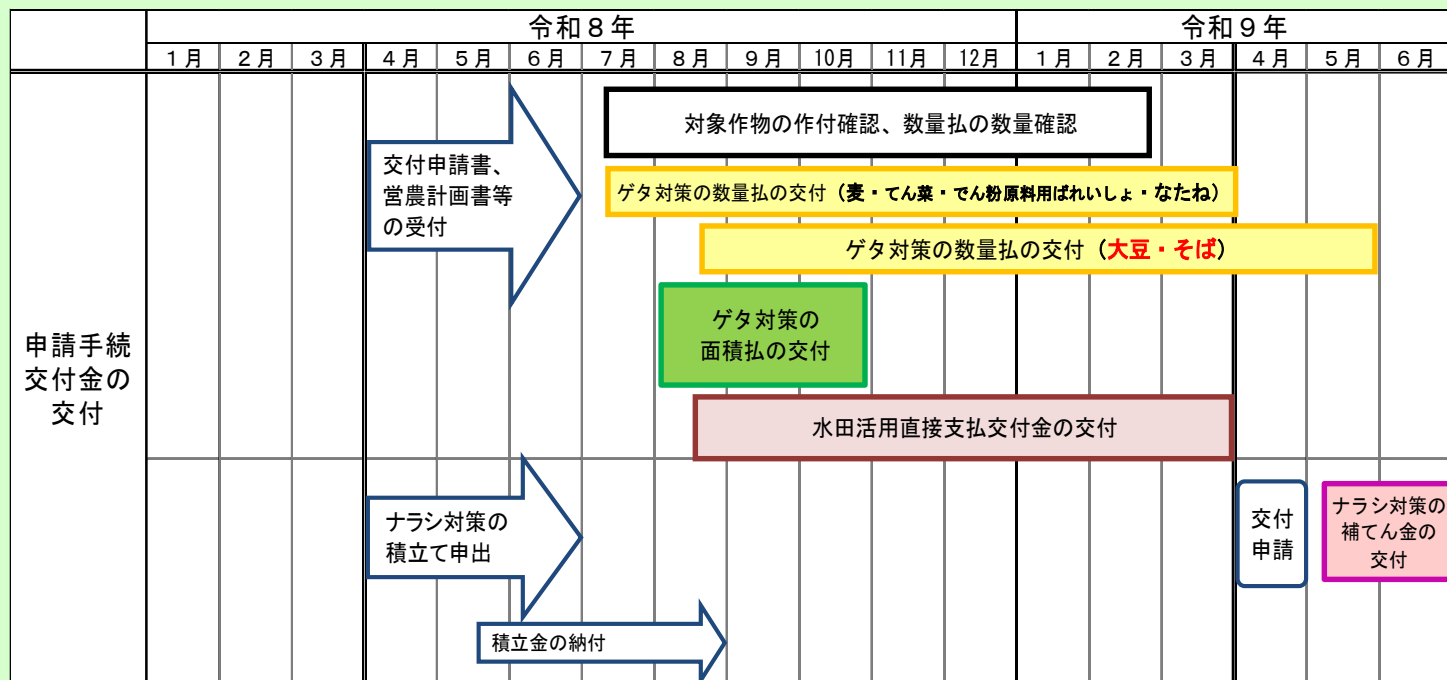 令和８年
令和９年
１月 ２月 ３月 ４月 ５月 ６月 ７月 ８月 ９月 10月 11月 12月 １月 ２月 ３月 ４月 ５月 ６月
申請手続
交付金の
交付
交付申請書、
営農計画書等
の受付
対象作物の作付確認、数量払の数量確認
ゲタ対策の数量払の交付（麦・てん菜・でん粉原料用ばれいしょ・なたね）
ゲタ対策の数量払の交付（大豆・そば）
ゲタ対策の
面積払の交付
水田活用直接支払交付金の交付
ナラシ対策の
積立て申出
積立金の納付
交付
申請
ナラシ対策の
補てん金の
交付